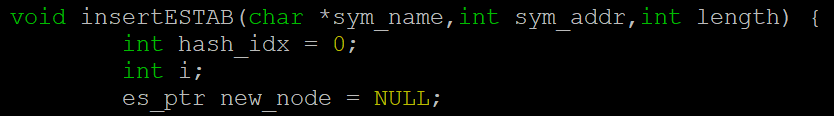 void insertESTAB(char *sym_name,int sym_addr,int length) {
        int hash_idx = 0;
        int i;
        es_ptr new_node = NULL;